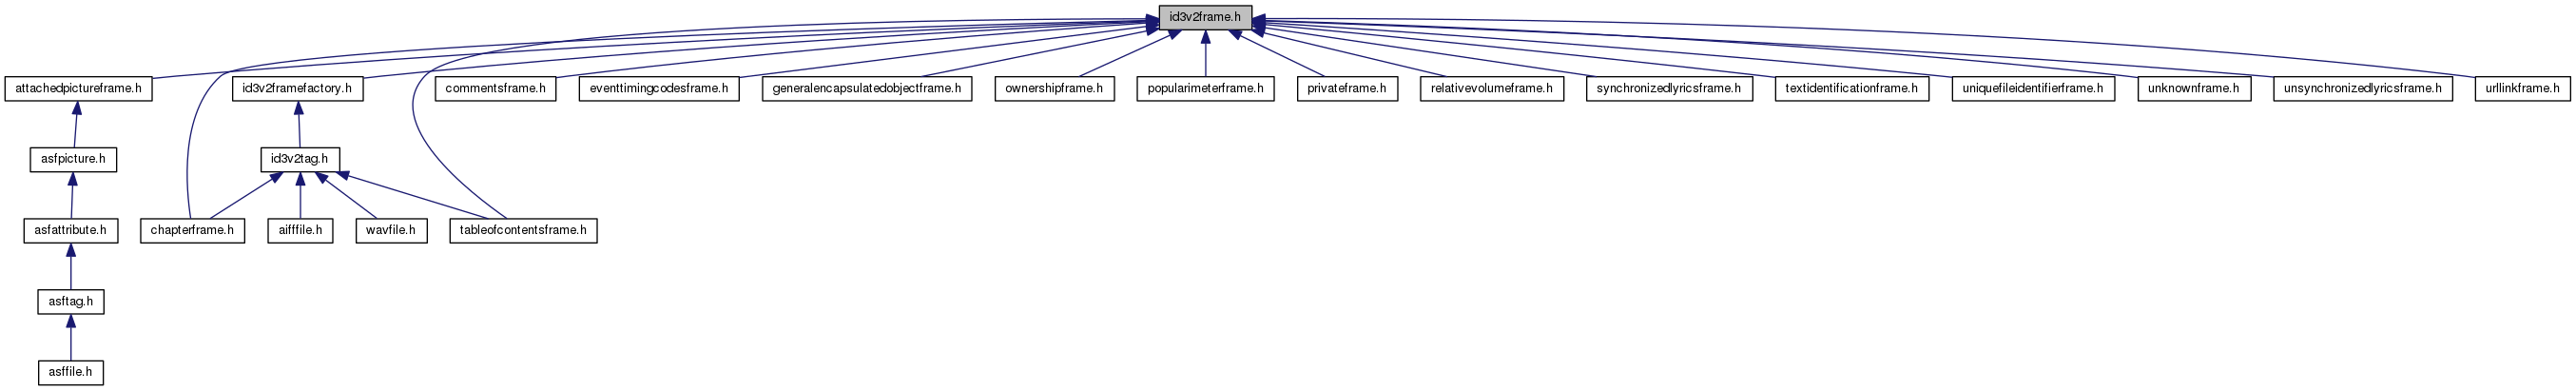 id3v2frame.h
attachedpictureframe.h
id3v2framefactory.h
commentsframe.h
eventtimingcodesframe.h
generalencapsulatedobjectframe.h
ownershipframe.h
popularimeterframe.h
privateframe.h
relativevolumeframe.h
synchronizedlyricsframe.h
textidentificationframe.h
uniquefileidentifierframe.h
unknownframe.h
unsynchronizedlyricsframe.h
urllinkframe.h
asfpicture.h
id3v2tag.h
asfattribute.h
chapterframe.h
aifffile.h
wavfile.h
tableofcontentsframe.h
asftag.h
asffile.h